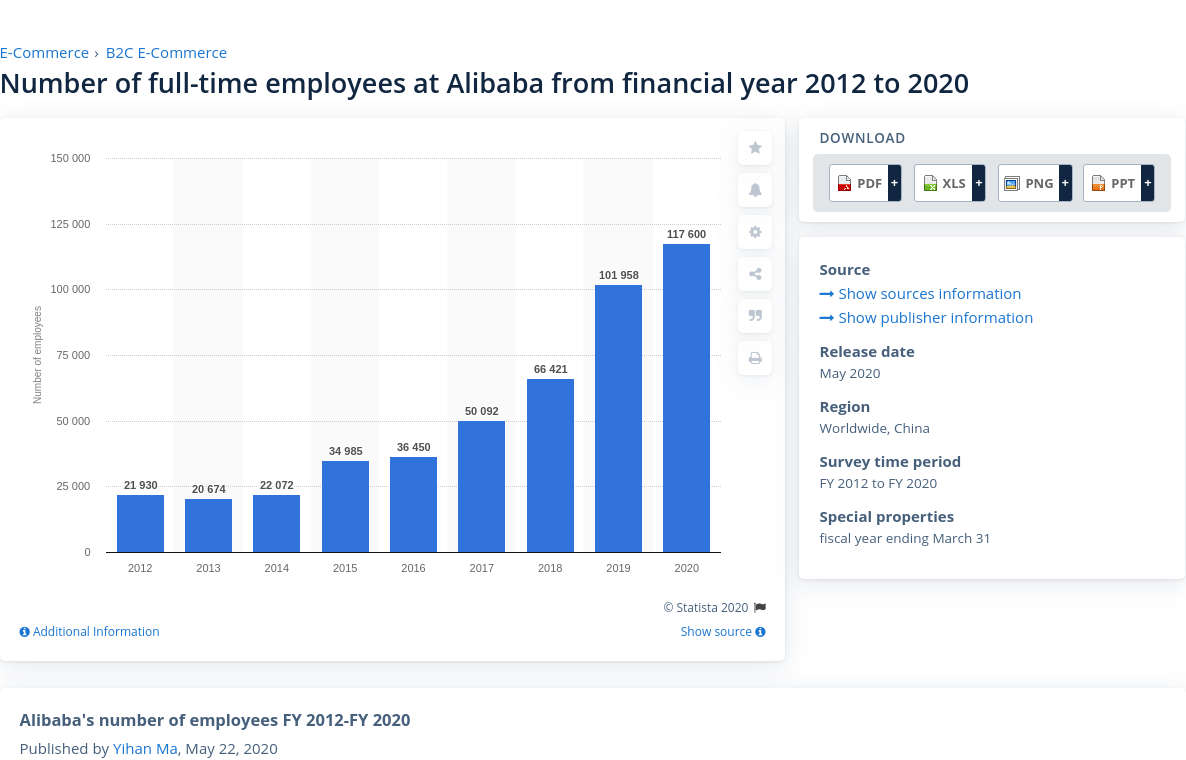 E-Commerce › B2C E-Commerce
Number of full-time employees at Alibaba from financial year 2012 to 2020
Number of employees
150 000
125 000
100 000
75 000
50 000
25 000
0
21 930
20 674
22 072
34 985
36 450
50 092
66 421
101 958
117 600
2012
2013
2014
2015
2016
2017
2018
2019
2020
© Statista 2020
Additional Information
Show source
DOWNLOAD
PDF +
XLS +
PNG +
PPT +
Source
Show sources information
Show publisher information
Release date
May 2020
Region
Worldwide, China
Survey time period
FY 2012 to FY 2020
Special properties
fiscal year ending March 31
Alibaba's number of employees FY 2012-FY 2020
Published by Yihan Ma, May 22, 2020